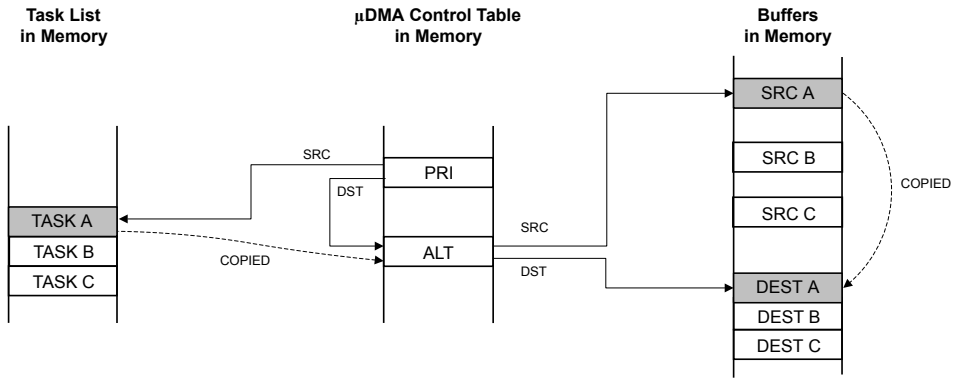 Task List
in Memory
µDMA Control Table
in Memory
Buffers
in Memory
SRC A
SRC
PRI
SRC B
COPIED
DST
SRC C
TASK A
SRC
TASK B
ALT
COPIED
DST
TASK C
DEST A
DEST B
DEST C